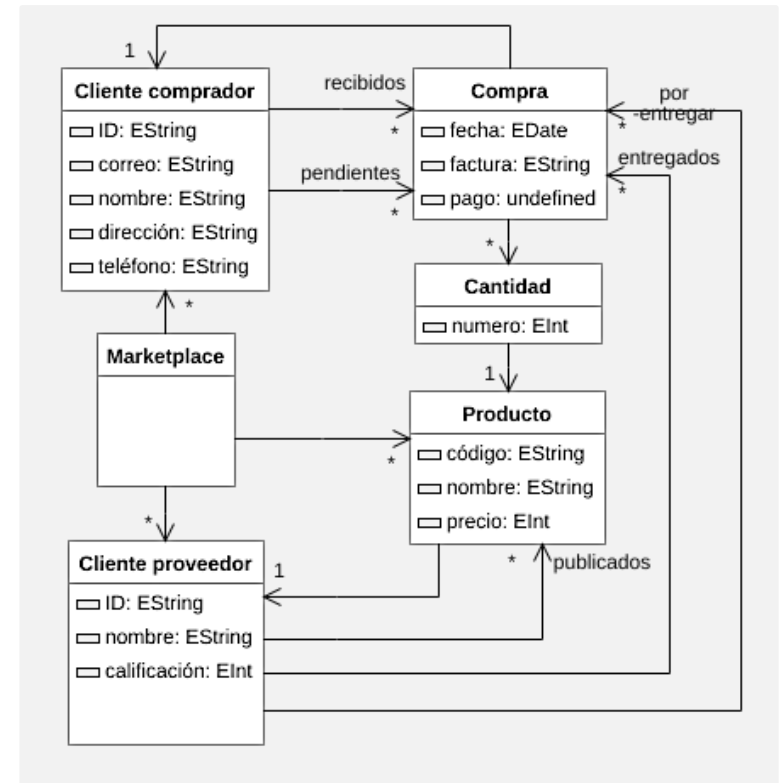 1
Cliente comprador
ID: EString
correo: EString
nombre: EString
dirección: EString
teléfono: EString
recibidos
*
pendientes
*
Compra
fecha: EDate
factura: EString
pago: undefined
por
-entregar
*
entregados
*
*
Cantidad
numero: EInt
1
*
Marketplace
*
Producto
código: EString
nombre: EString
precio: EInt
*
Cliente proveedor
ID: EString
nombre: EString
calificación: EInt
1
*
publicados